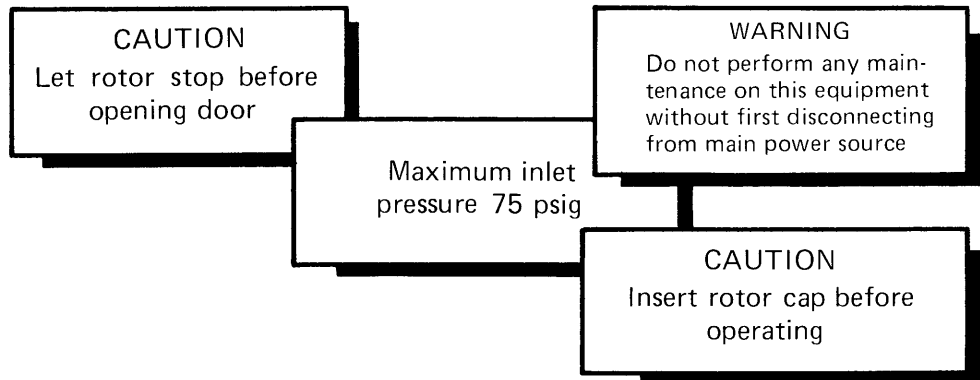 CAUTION
Let rotor stop before
opening door
Maximum inlet
pressure 75 psig
WARNING
Do not perform any main-
tenance on this equipment
without first disconnecting
from main power source
CAUTION
Insert rotor cap before
operating